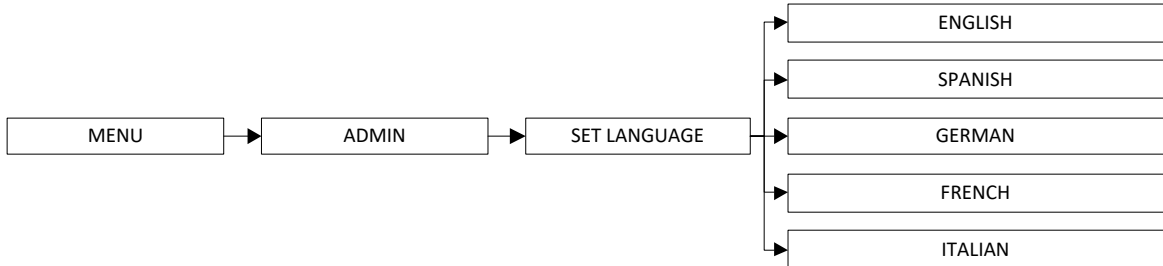 MENU
ADMIN
SET LANGUAGE
ENGLISH
SPANISH
GERMAN
FRENCH
ITALIAN